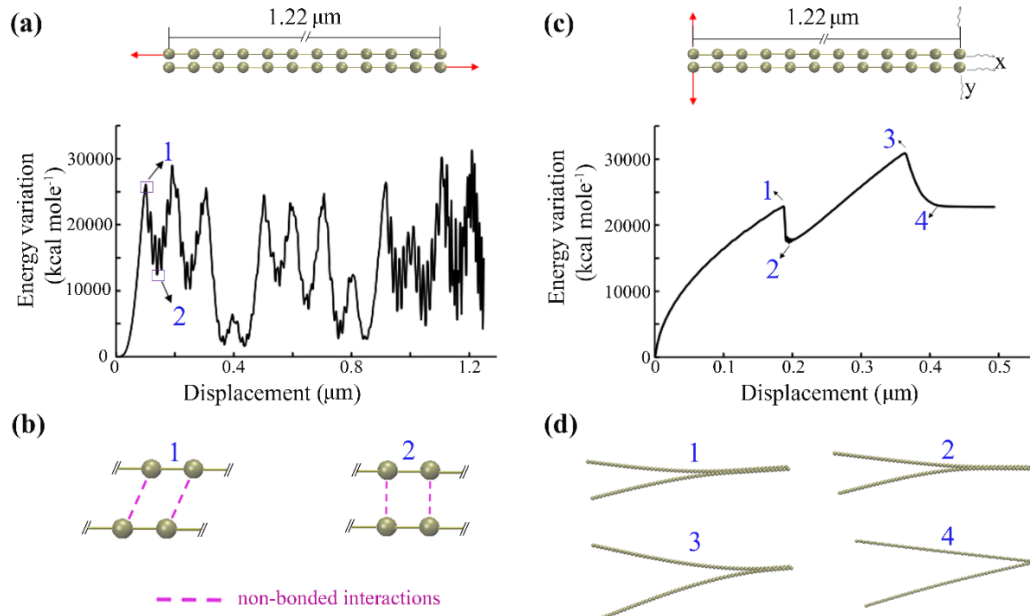 (a)
1.22 μm
Energy variation
(kcal mole⁻¹)
30000
20000
10000
0
1
2
0
0.4
0.8
1.2
Displacement (μm)
(b)
1
2
non-bonded interactions
(c)
1.22 μm
x
y
Energy variation
(kcal mole⁻¹)
30000
20000
10000
0
1
2
3
4
0
0.1
0.2
0.3
0.4
0.5
Displacement (μm)
(d)
1
2
3
4